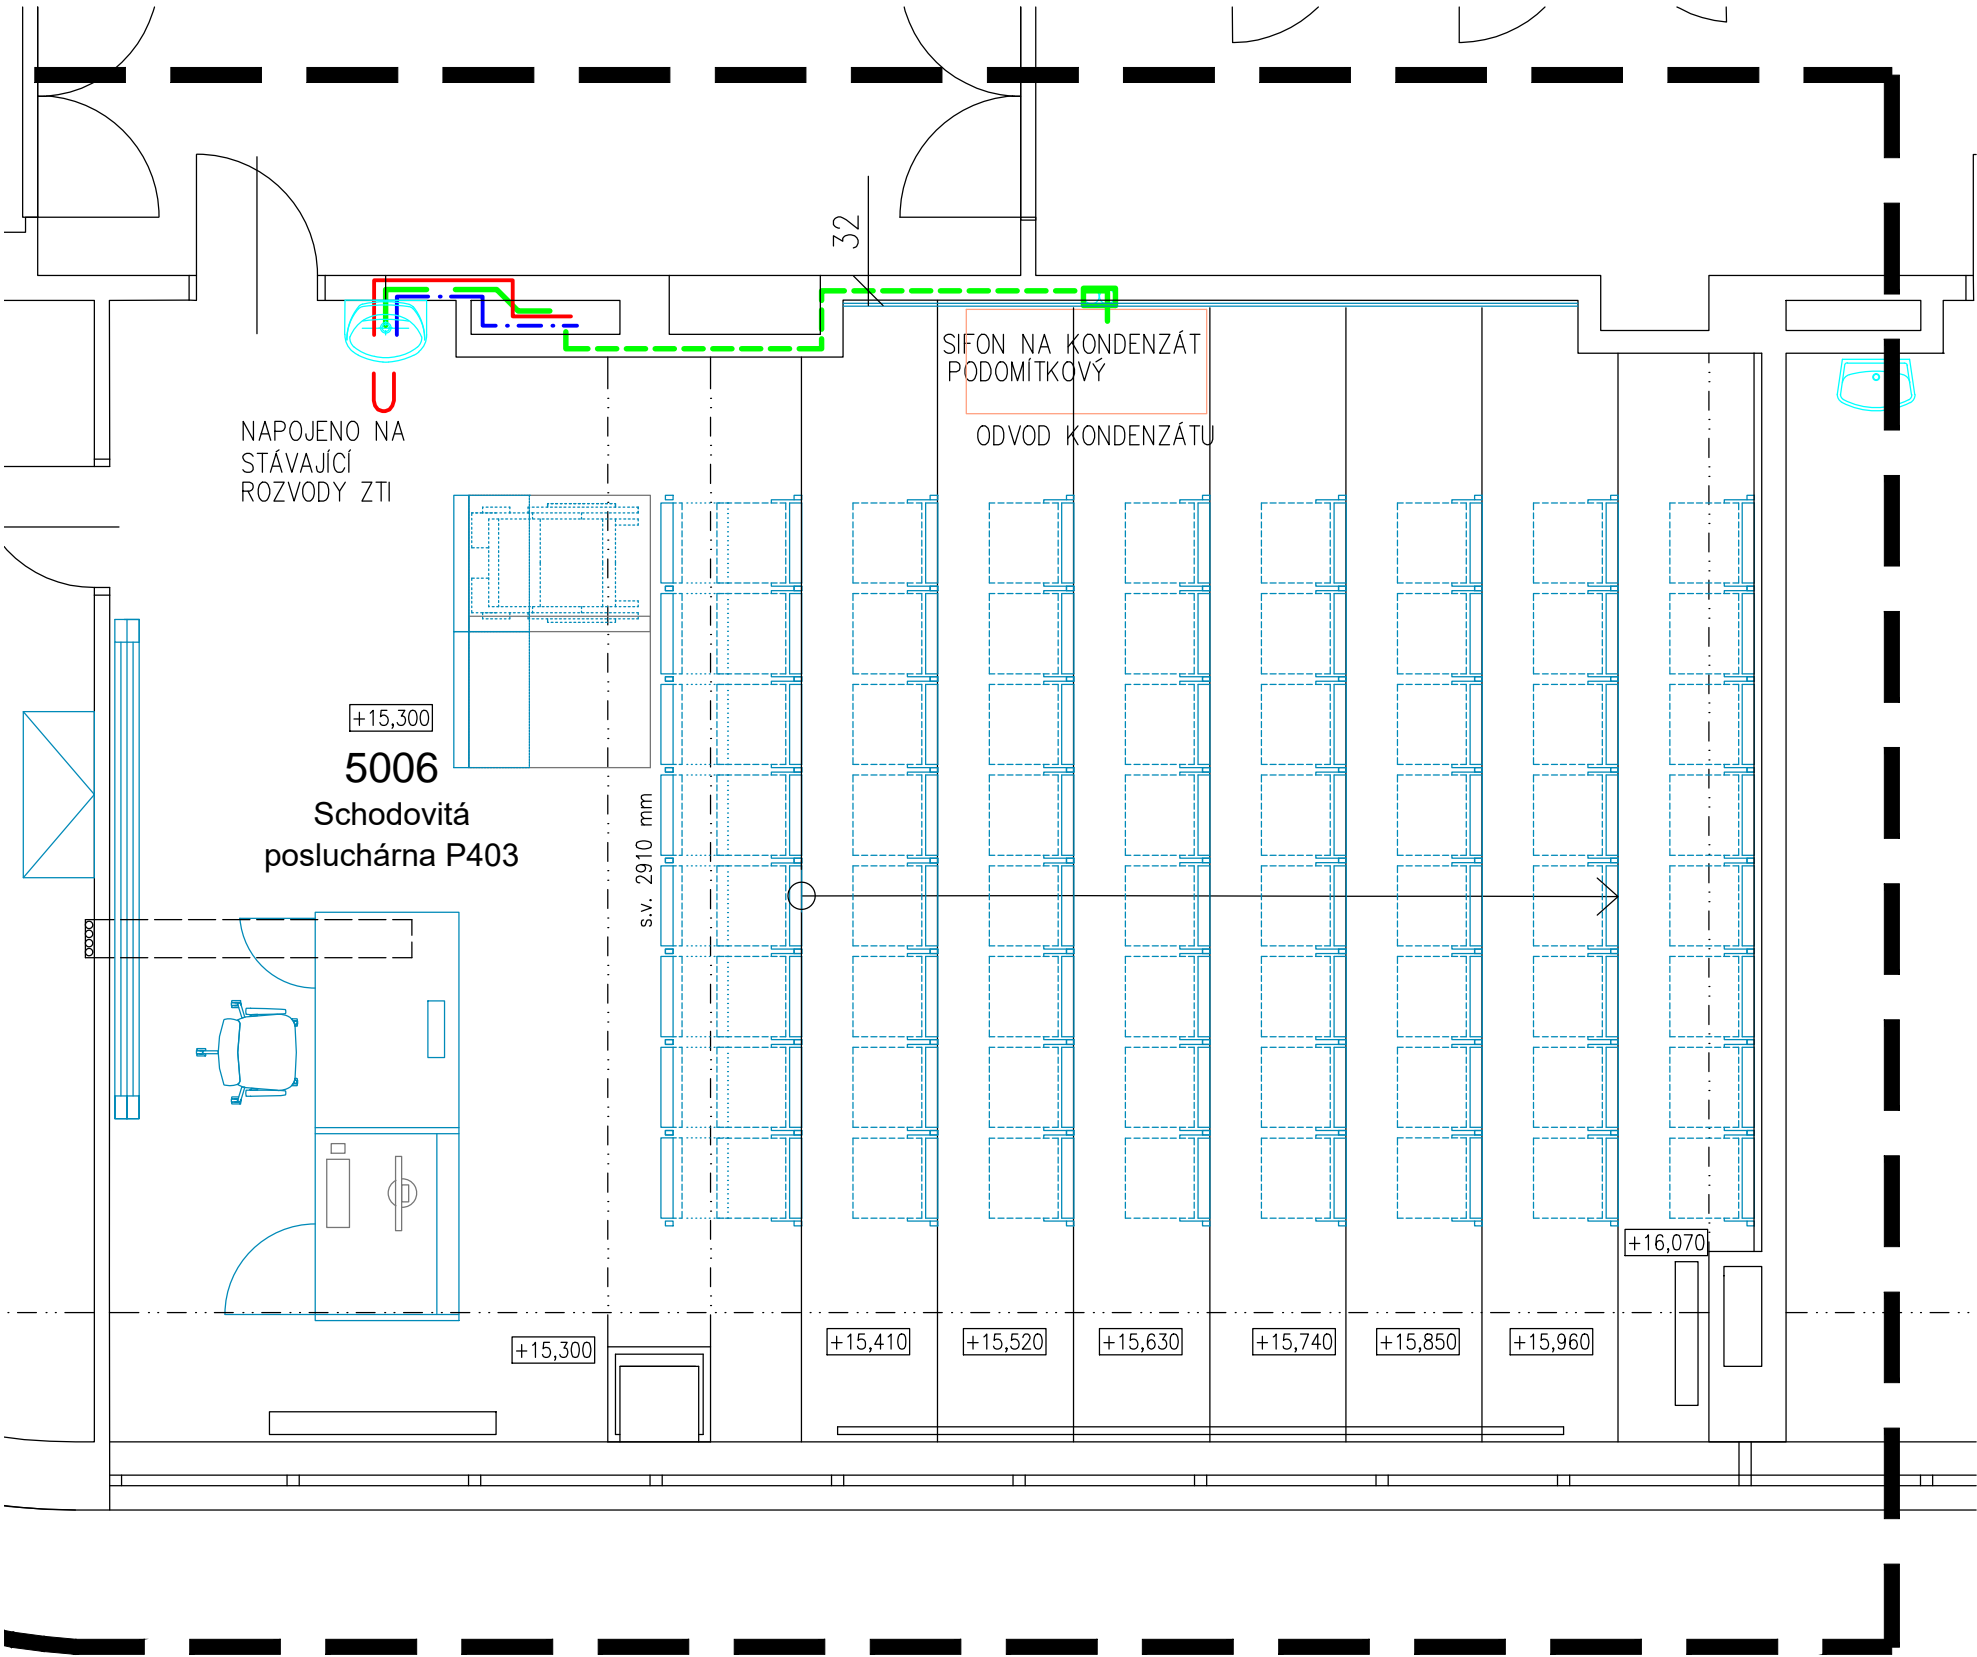 32
SIFON NA KONDENZÁT
PODOMÍTKOVÝ
ODVOD KONDENZÁTU
NAPOJENO NA
STÁVAJÍCÍ
ROZVODY ZTI
+15,300
5006
Schodovitá
posluchárna P403
s.v. 2910 mm
+16,070
+15,300
+15,410
+15,520
+15,630
+15,740
+15,850
+15,960